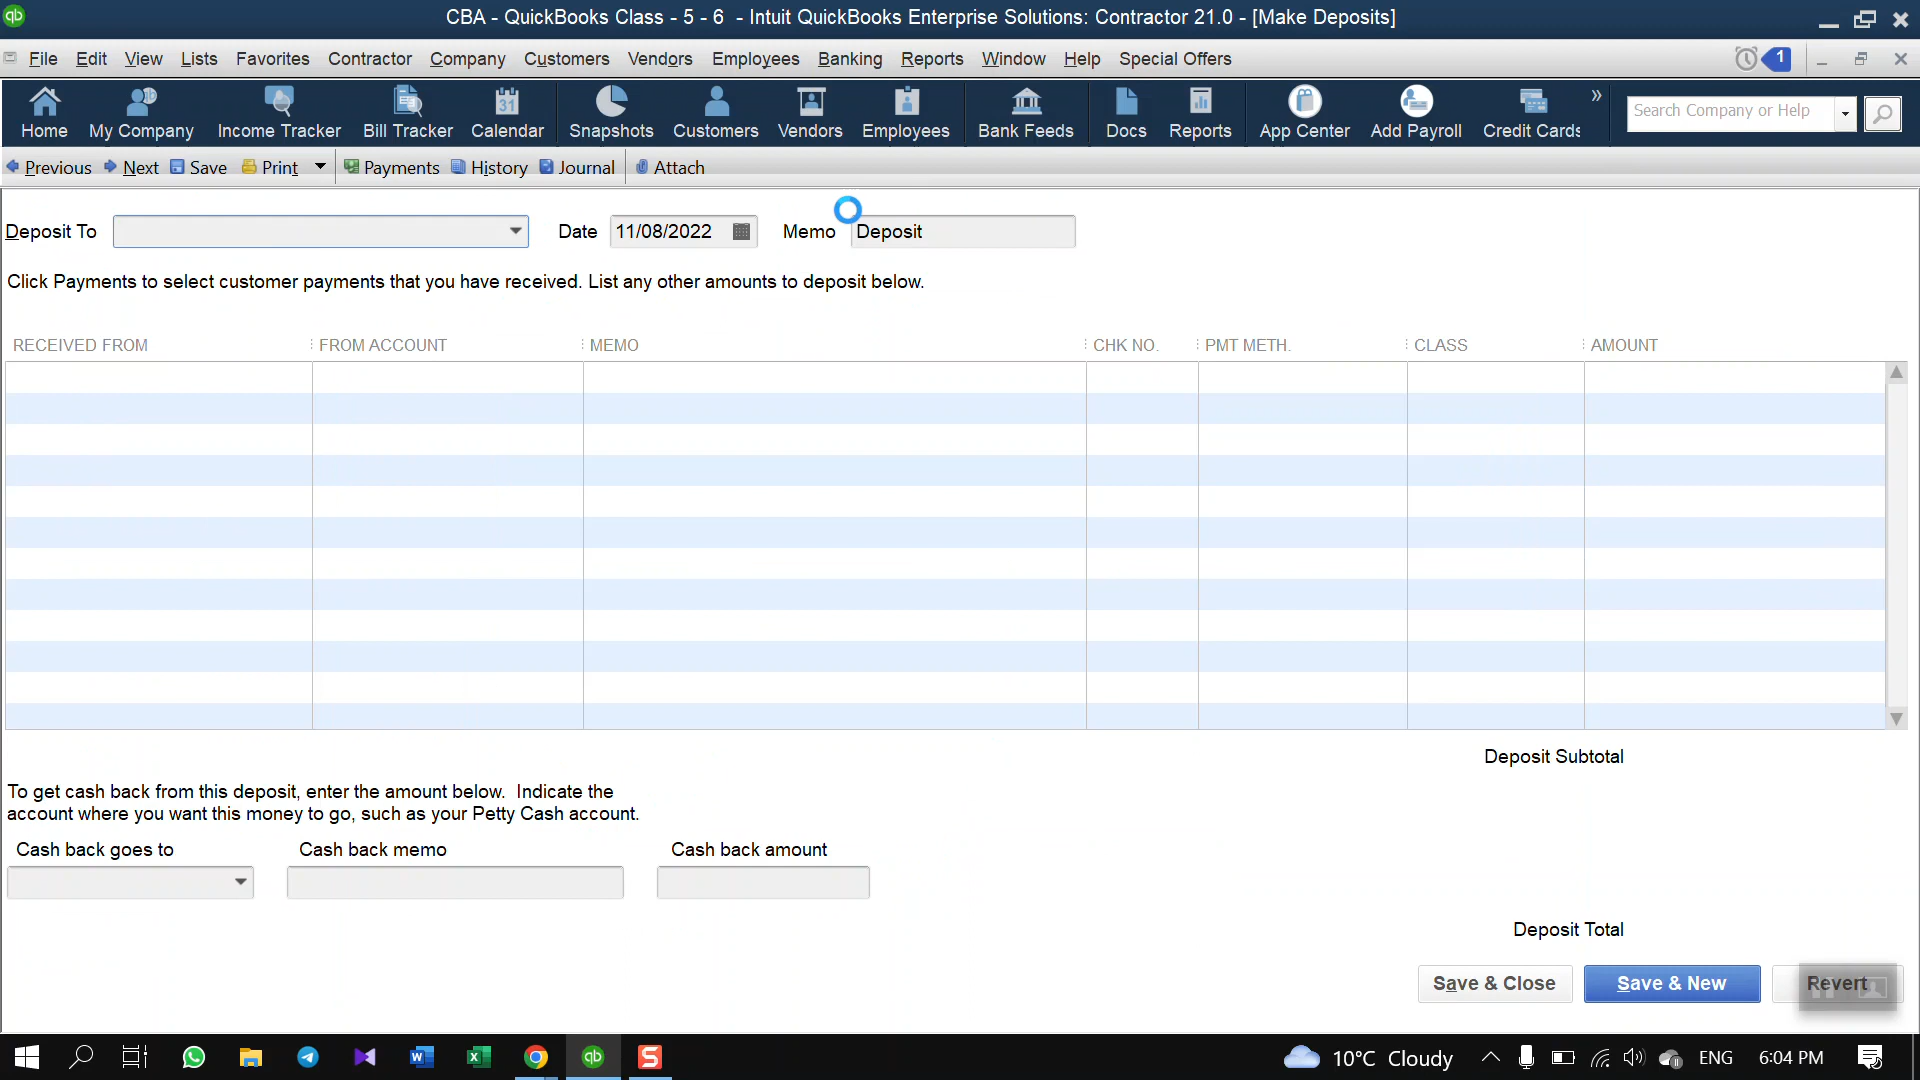 qb CBA - QuickBooks Class - 5 - 6 - Intuit QuickBooks Enterprise Solutions: Contractor 21.0 - [Make Deposits]
File Edit View Lists Favorites Contractor Company Customers Vendors Employees Banking Reports Window Help Special Offers 1
31
Home My Company Income Tracker Bill Tracker Calendar Snapshots Customers Vendors Employees Bank Feeds Docs Reports App Center Add Payroll Credit Cards » Search Company or Help
Previous Next Save Print Payments History Journal Attach
Deposit To Date 11/08/2022 Memo Deposit
Click Payments to select customer payments that you have received. List any other amounts to deposit below.
RECEIVED FROM FROM ACCOUNT MEMO CHK NO. PMT METH. CLASS AMOUNT
Deposit Subtotal
To get cash back from this deposit, enter the amount below. Indicate the
account where you want this money to go, such as your Petty Cash account.
Cash back goes to Cash back memo Cash back amount
Deposit Total
Save & Close Save & New Revert
W X qb S 10°C Cloudy ENG 6:04 PM